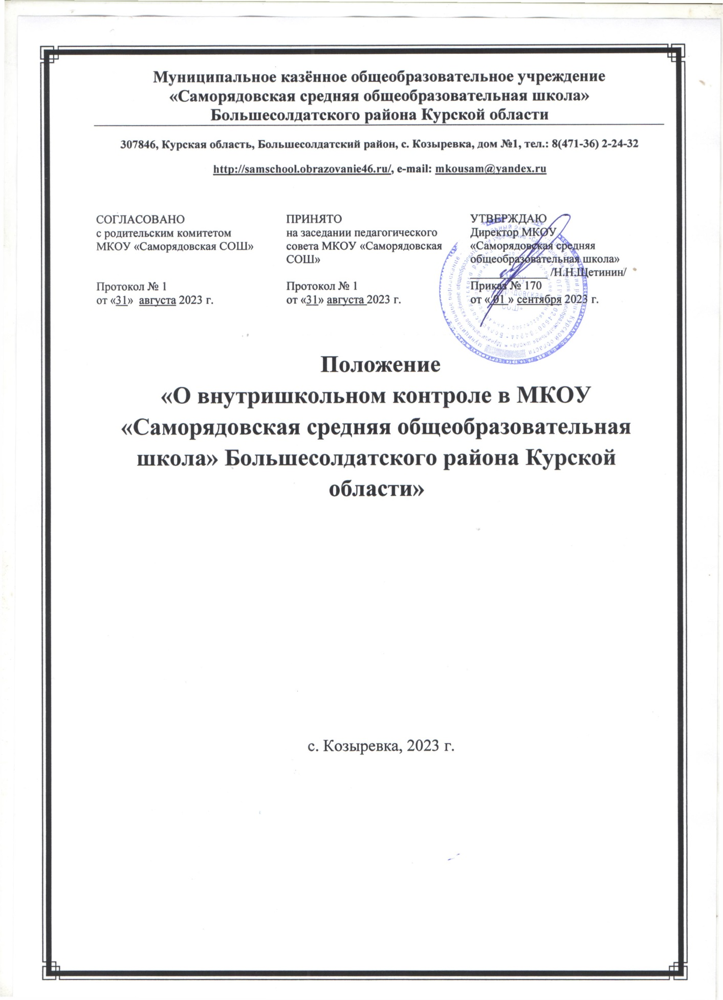 Муниципальное казённое общеобразовательное учреждение
«Саморядовская средняя общеобразовательная школа»
Большесолдатского района Курской области
307846, Курская область, Большесолдатский район, с. Козыревка, дом №1, тел.: 8(471-36) 2-24-32
http://samschool.obrazovanie46.ru/, e-mail: mkousam@yandex.ru
СОГЛАСОВАНО
с родительским комитетом
МКОУ «Саморядовская СОШ»
Протокол № 1
от «31» августа 2023 г.
ПРИНЯТО
на заседании педагогического
совета МКОУ «Саморядовская
СОШ»
Протокол № 1
от «31» августа 2023 г.
УТВЕРЖДАЮ
Директор МКОУ
«Саморядовская средняя
общеобразовательная школа»
/Н.Н.Щетинин/
Приказ № 170
от « 01 » сентября 2023 г.
Положение
«О внутришкольном контроле в МКОУ
«Саморядовская средняя общеобразовательная
школа» Большесолдатского района Курской
области»
с. Козыревка, 2023 г.